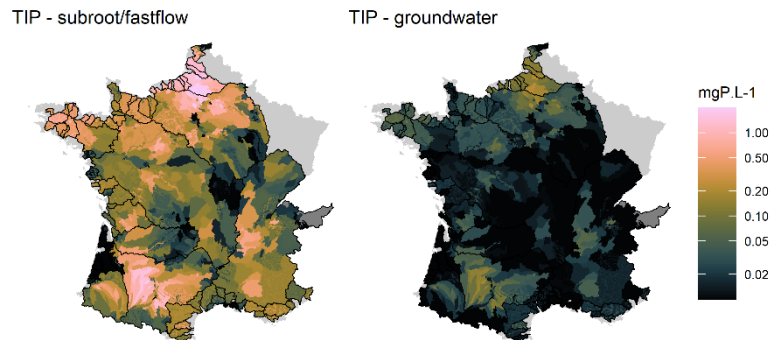 TIP - subroot/fastflow
TIP - groundwater
mgP.L-1
1.00
0.50
0.20
0.10
0.05
0.02